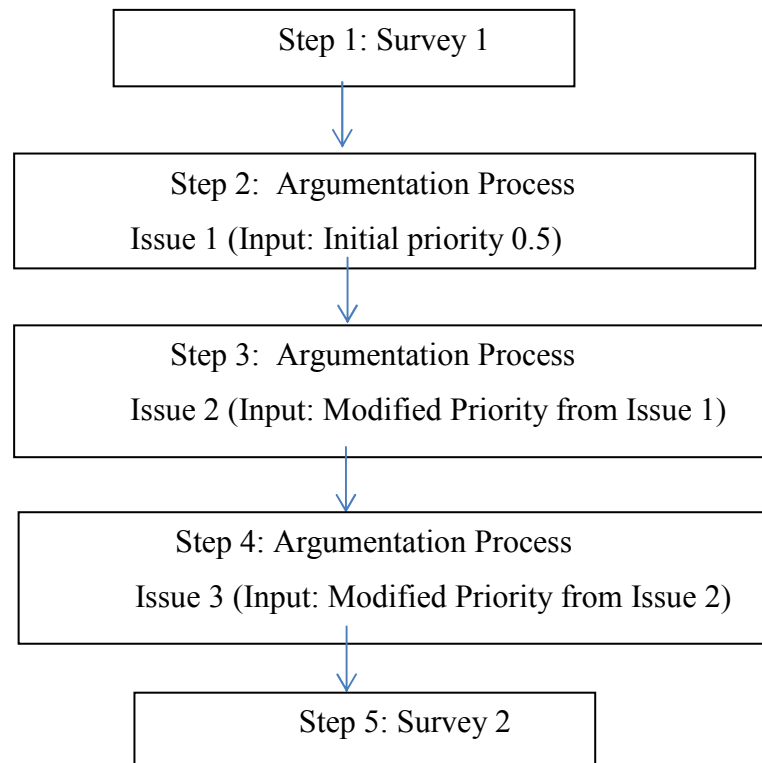 Step 1: Survey 1
Step 2: Argumentation Process
Issue 1 (Input: Initial priority 0.5)
Step 3: Argumentation Process
Issue 2 (Input: Modified Priority from Issue 1)
Step 4: Argumentation Process
Issue 3 (Input: Modified Priority from Issue 2)
Step 5: Survey 2